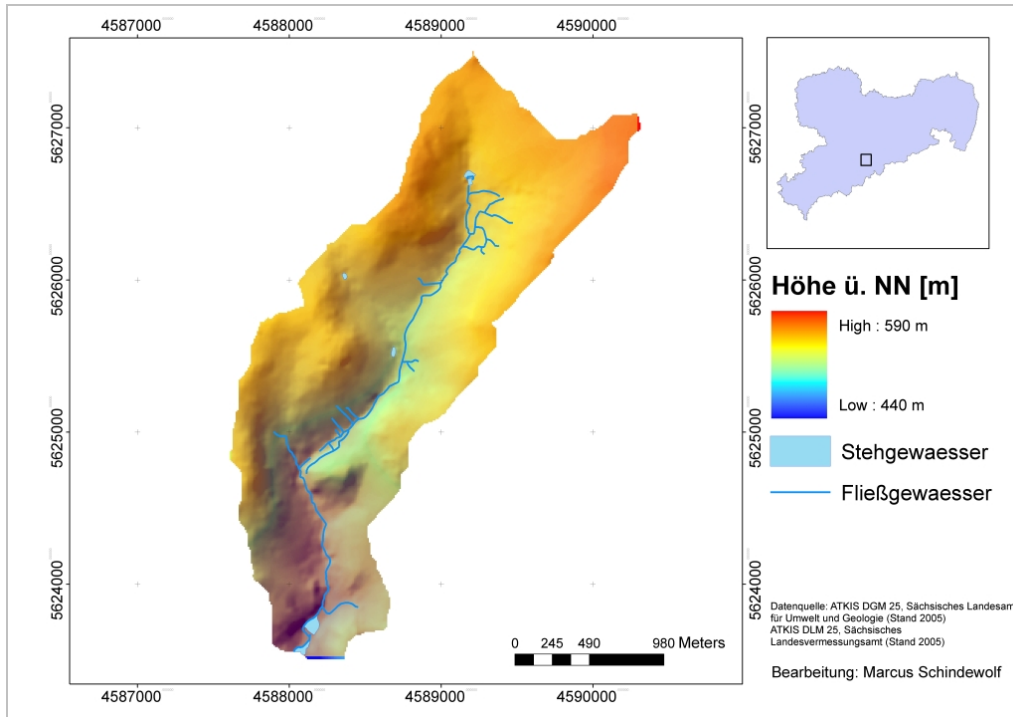 4587000 4588000 4589000 4590000
5627000 5627000
5626000 5626000
5625000 5625000
5624000 5624000
Höhe ü. NN [m]
High : 590 m
Low : 440 m
Stehgewaesser
Fließgewaesser
0 245 490 980 Meters
Datenquelle: ATKIS DGM 25, Sächsisches Landesam
für Umwelt und Geologie (Stand 2005)
ATKIS DLM 25, Sächsisches
Landesvermessungsamt (Stand 2005)
Bearbeitung: Marcus Schindewolf
4587000 4588000 4589000 4590000